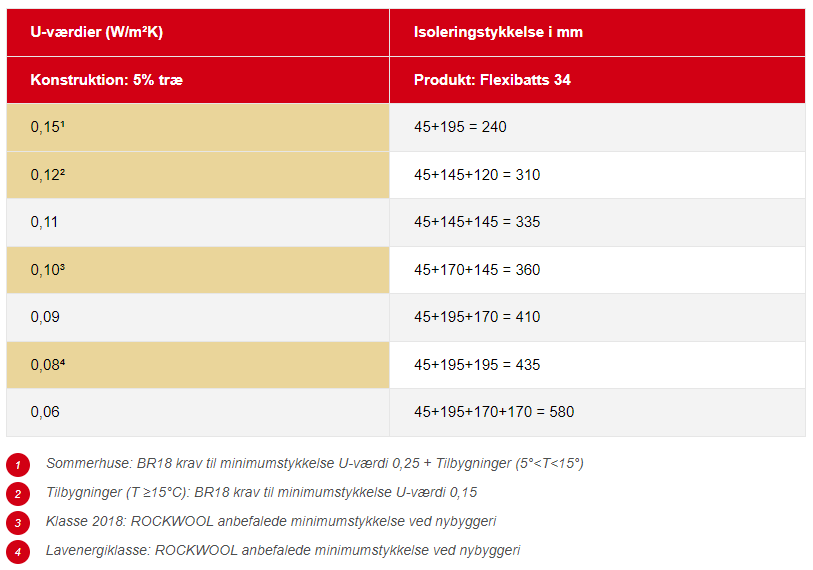 U-værdier (W/m²K) Isoleringstykkelse i mm
Konstruktion: 5% træ Produkt: Flexibatts 34
0,15¹ 45+195 = 240
0,12² 45+145+120 = 310
0,11 45+145+145 = 335
0,10³ 45+170+145 = 360
0,09 45+195+170 = 410
0,08⁴ 45+195+195 = 435
0,06 45+195+170+170 = 580
1 Sommerhuse: BR18 krav til minimumstykkelse U-værdi 0,25 + Tilbygninger (5°<T<15°)
2 Tilbygninger (T ≥15°C): BR18 krav til minimumstykkelse U-værdi 0,15
3 Klasse 2018: ROCKWOOL anbefalede minimumstykkelse ved nybyggeri
4 Lavenergiklasse: ROCKWOOL anbefalede minimumstykkelse ved nybyggeri